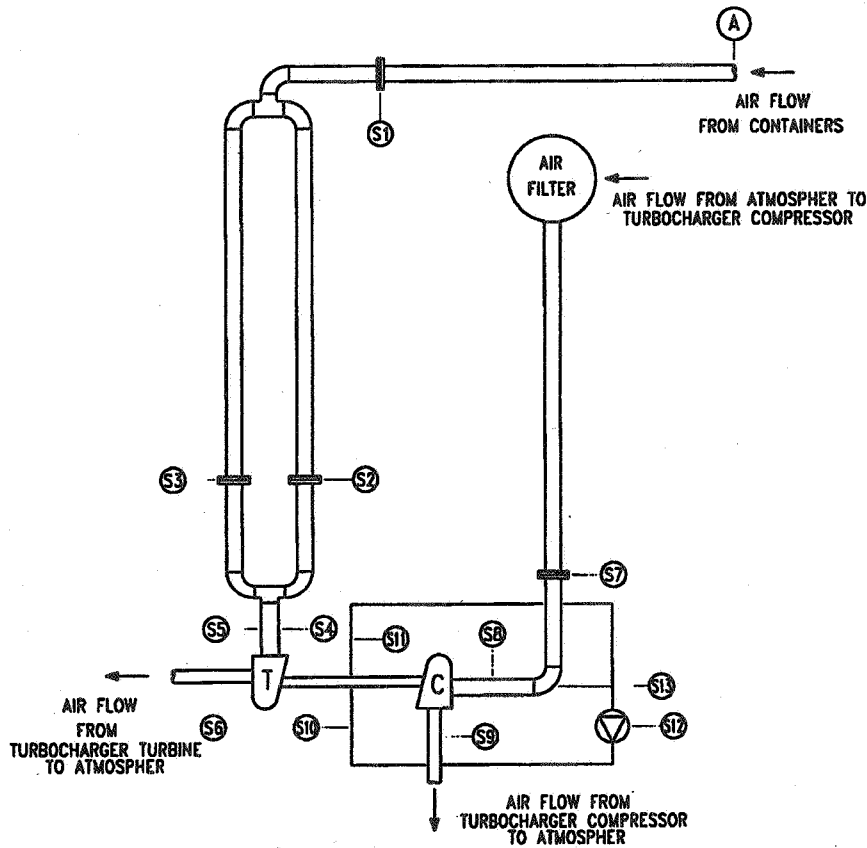 A
AIR FLOW
FROM CONTAINERS
S1
AIR
FILTER
AIR FLOW FROM ATMOSPHER TO
TURBOCHARGER COMPRESSOR
S3
S2
S7
S5
S4
S11
S8
T
C
S13
AIR FLOW
FROM
TURBOCHARGER TURBINE
TO ATMOSPHER
S6
S10
S9
S12
AIR FLOW FROM
TURBOCHARGER COMPRESSOR
TO ATMOSPHER